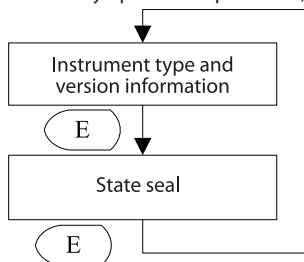 Instrument type and
version information
E
State seal
E